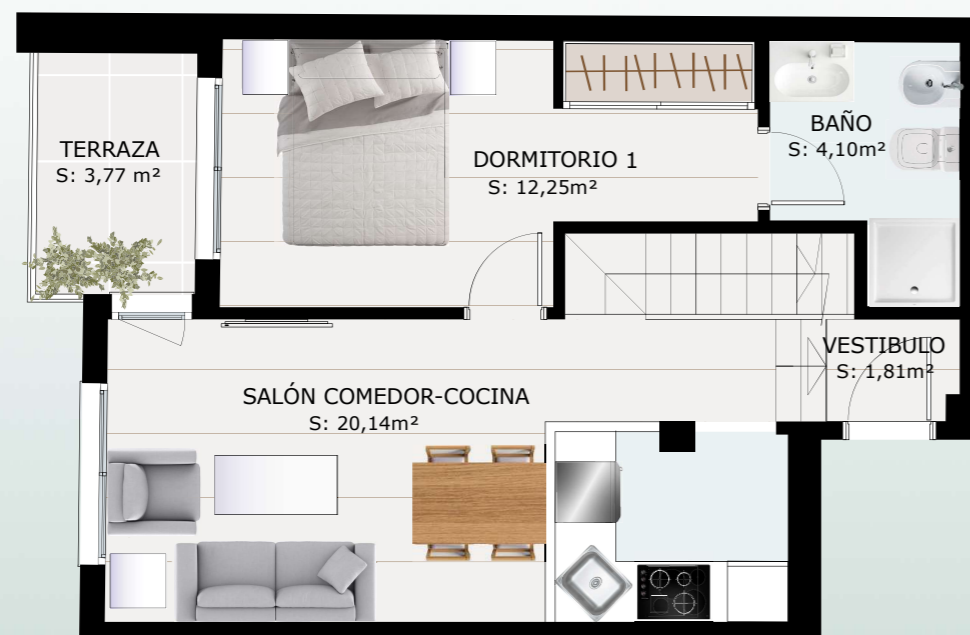 TERRAZA
S: 3,77 m²
DORMITORIO 1
S: 12,25m²
BAÑO
S: 4,10m²
VESTIBULO
S: 1,81m²
SALÓN COMEDOR-COCINA
S: 20,14m²